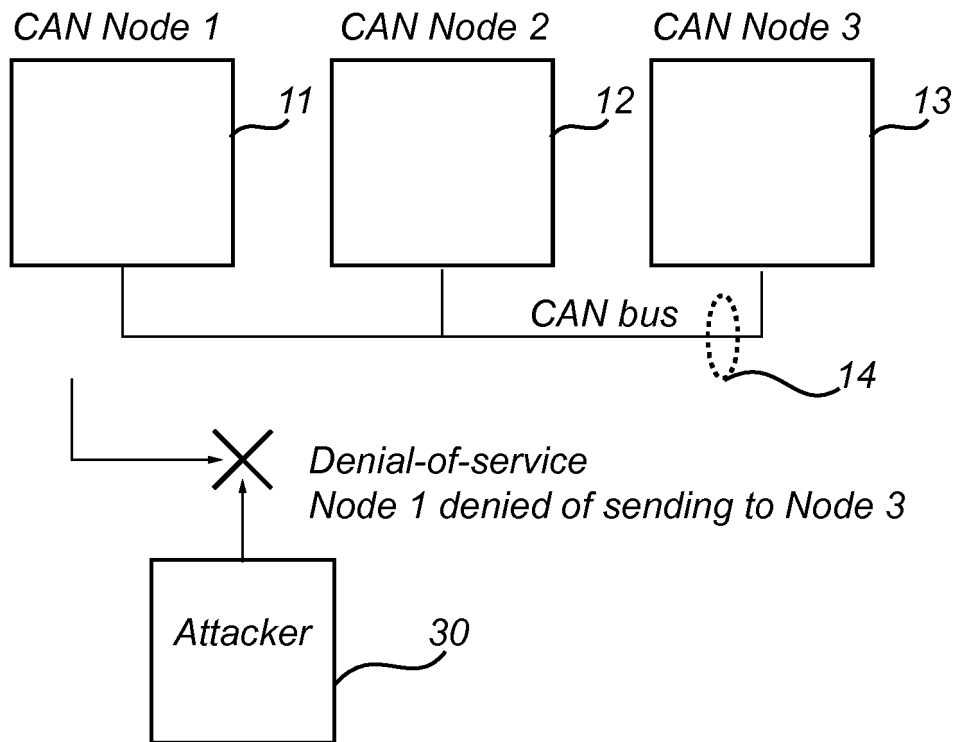 CAN Node 1
CAN Node 2
CAN Node 3
11
12
13
CAN bus
14
Denial-of-service
Node 1 denied of sending to Node 3
Attacker
30